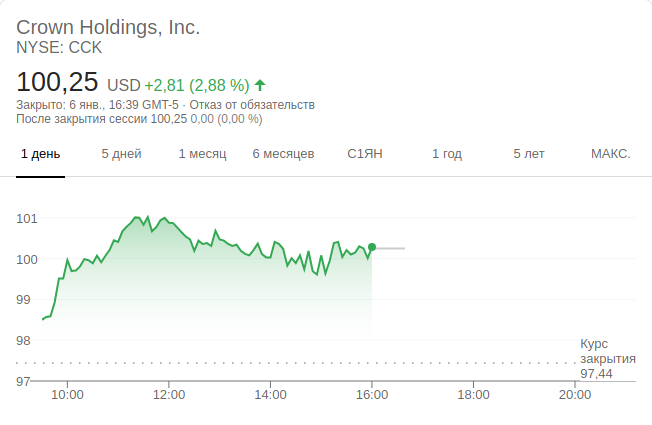 Crown Holdings, Inc.
NYSE: CCK
100,25 USD +2,81 (2,88 %)
Закрыто: 6 янв., 16:39 GMT-5 · Отказ от обязательств
После закрытия сессии 100,25 0,00 (0,00 %)
1 день 5 дней 1 месяц 6 месяцев С1ЯН 1 год 5 лет МАКС.
101
100
99
98
97
Курс
закрытия
97,44
10:00 12:00 14:00 16:00 18:00 20:00